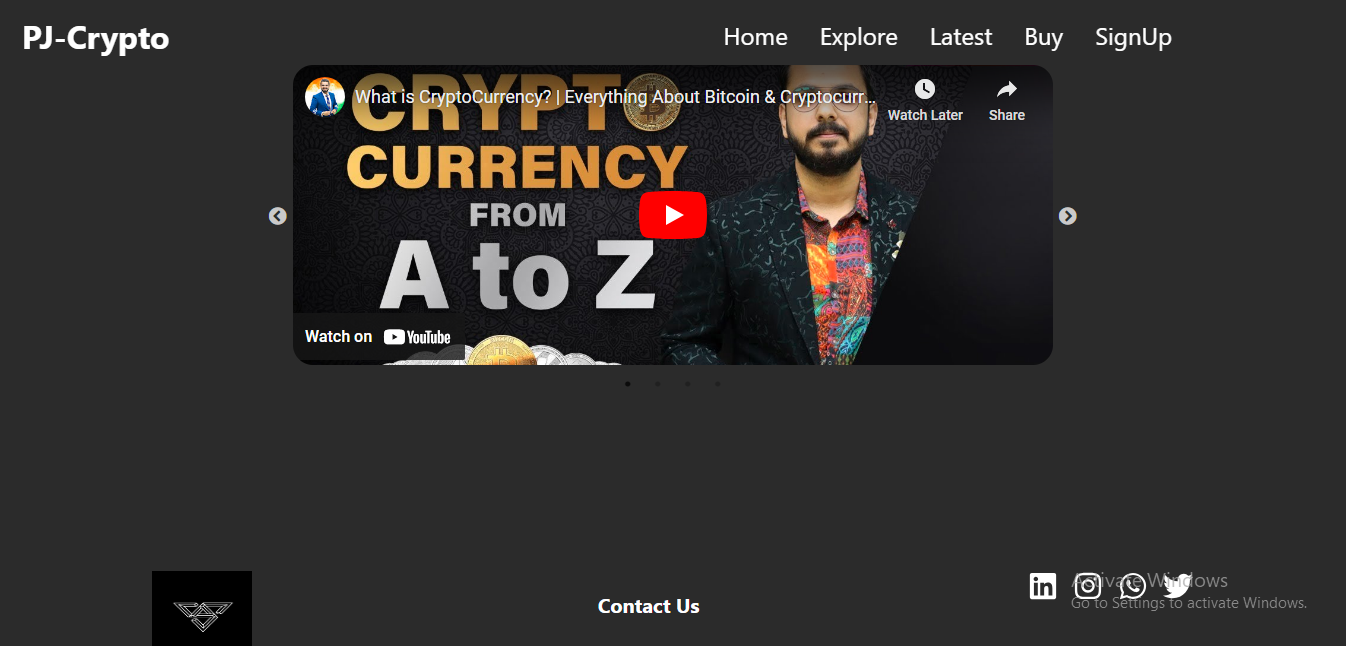 PJ-Crypto
Home Explore Latest Buy SignUp
What is CryptoCurrency? | Everything About Bitcoin & Cryptocurr...
Watch Later
Share
CRYPTO
CURRENCY
FROM
A to Z
Watch on YouTube
Contact Us
Activate Windows
Go to Settings to activate Windows.